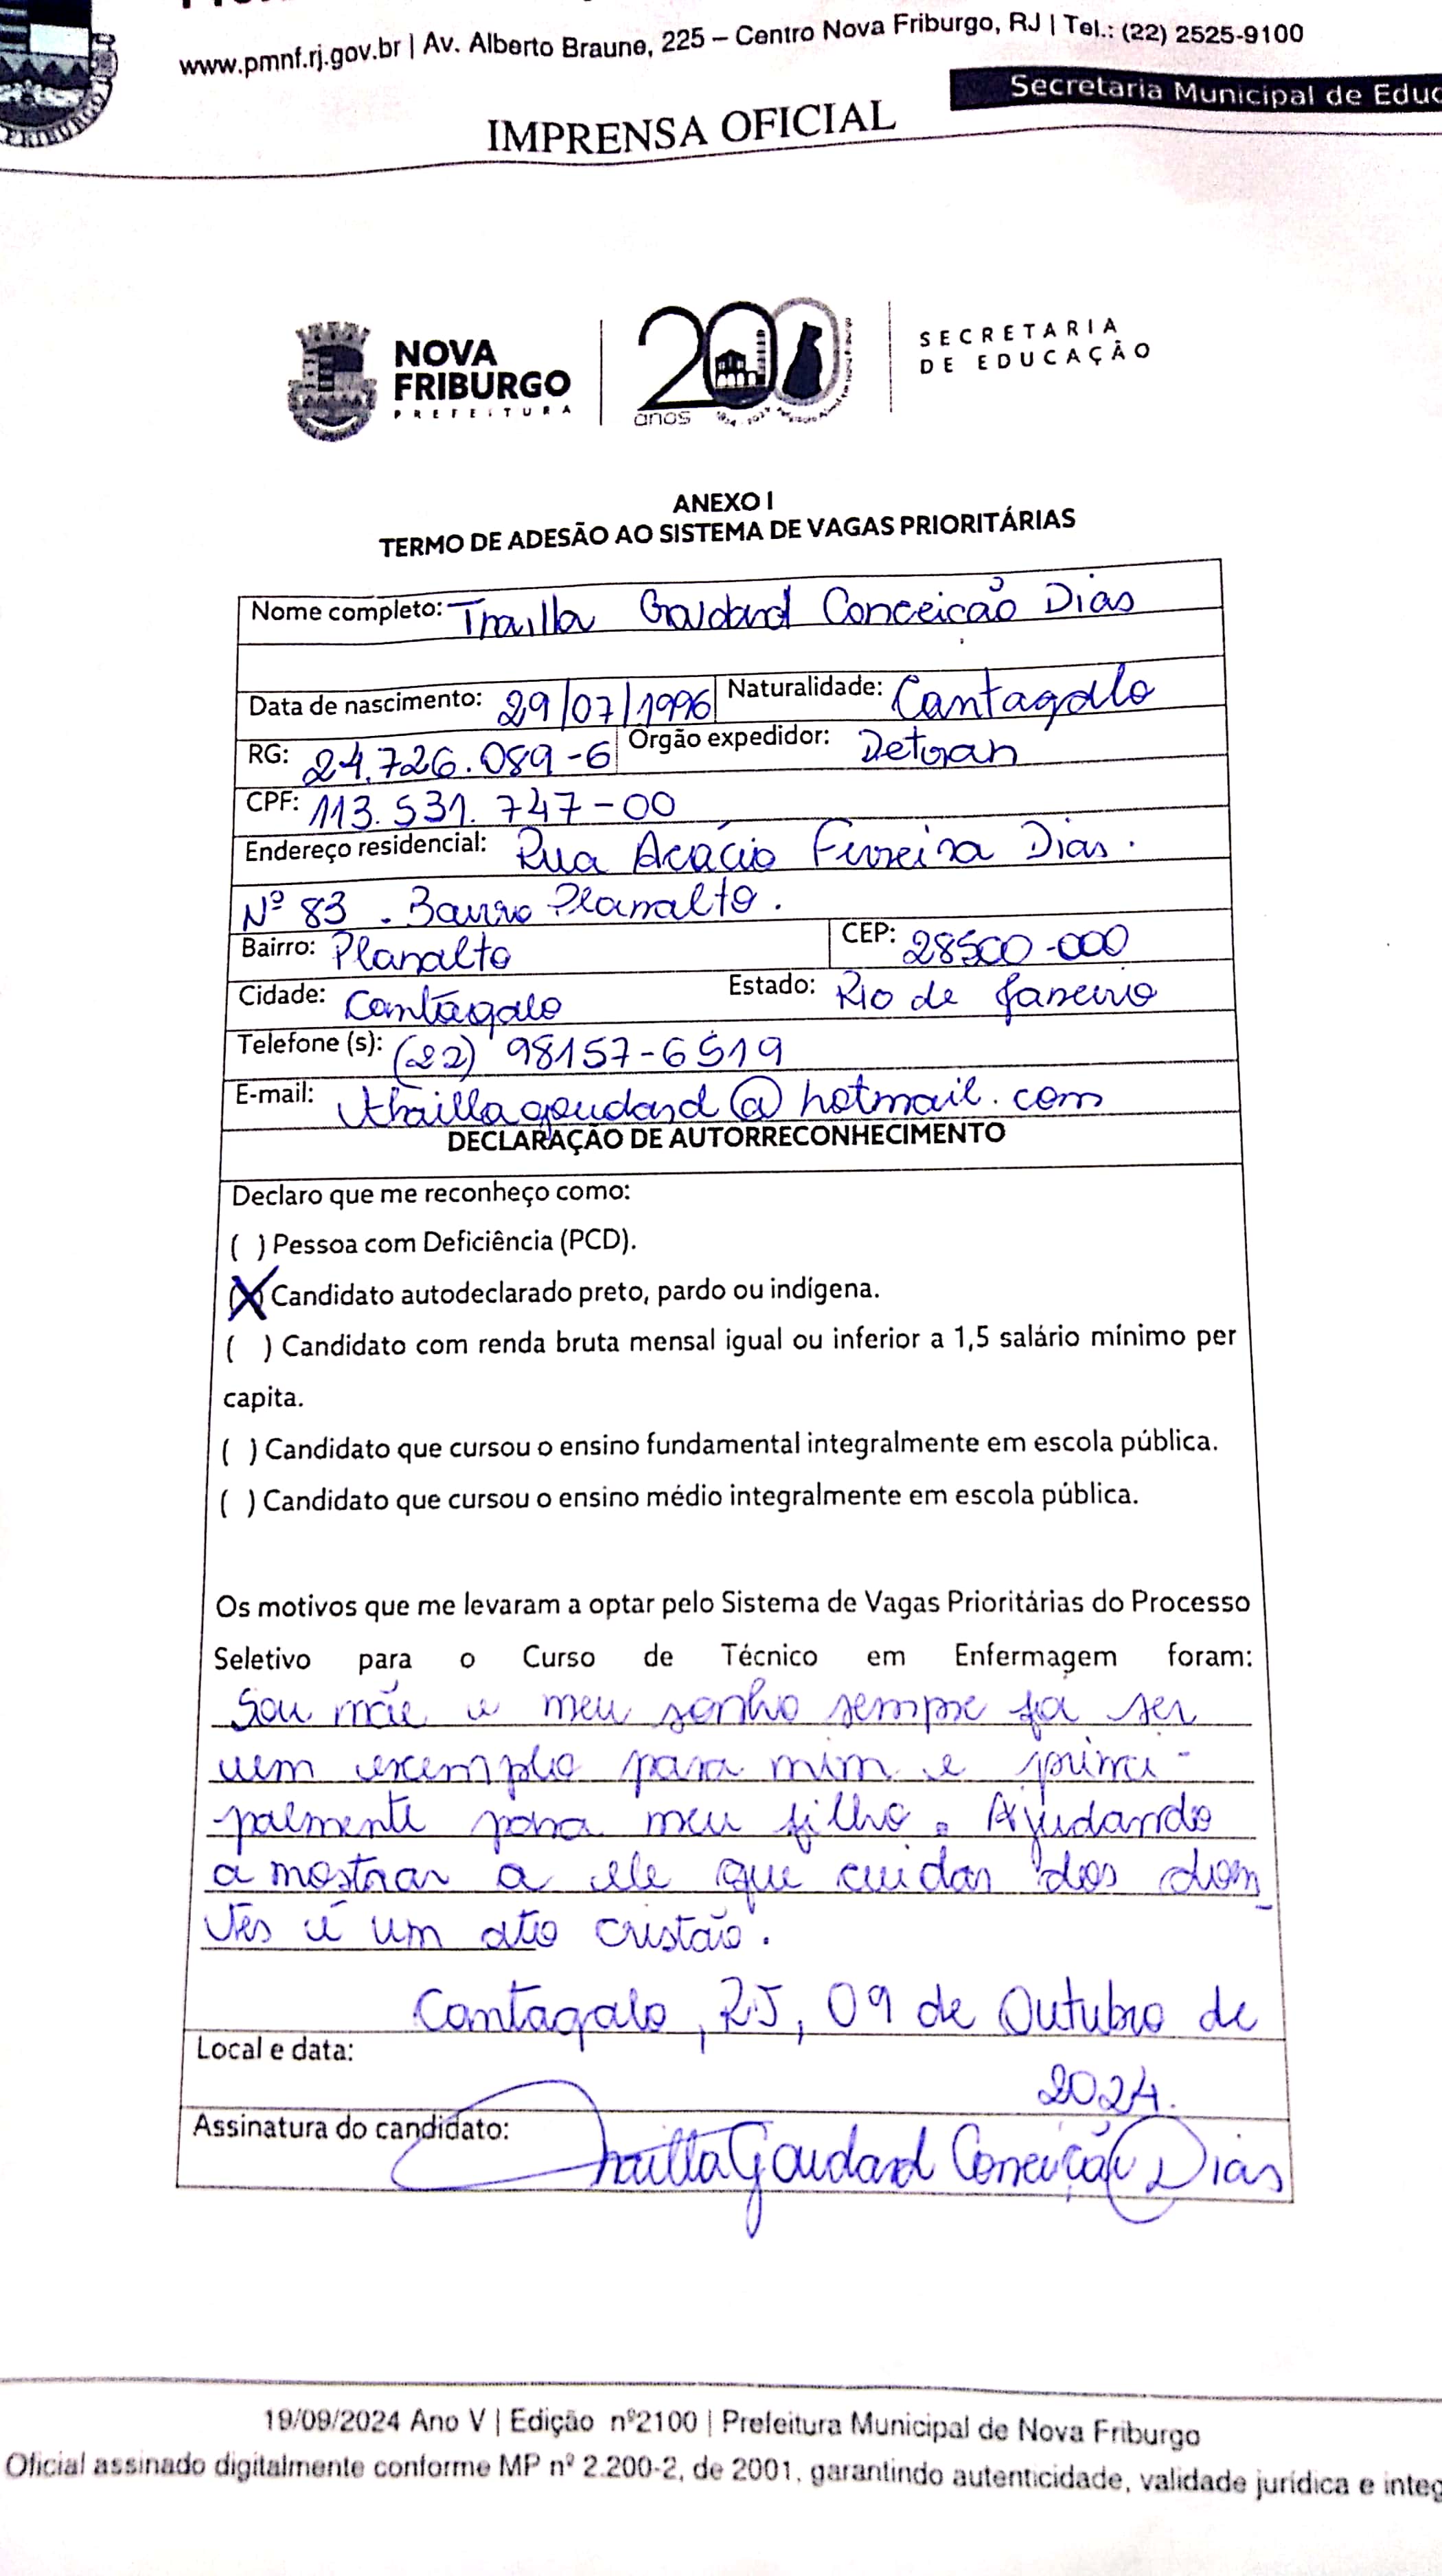 www.pmnf.rj.gov.br | Av. Alberto Braune, 225 – Centro Nova Friburgo, RJ | Tel.: (22) 2525-9100
Secretaria Municipal de Educ
IMPRENSA OFICIAL
FRIBURGO
NOVA
FRIBURGO
PREFEITURA
200
anos
SECRETARIA
DE EDUCAÇÃO
ANEXO I
TERMO DE ADESÃO AO SISTEMA DE VAGAS PRIORITÁRIAS
Nome completo: Thailla Goudard Conceicão Dias
Data de nascimento: 29/07/1996 Naturalidade: Cantagalo
RG: 24.726.089-6 Órgão expedidor: Detran
CPF: 113.531.747-00
Endereço residencial: Rua Acácio Ferreira Dias.
Nº 83 . Bairro Planalto.
Bairro: Planalto CEP: 28500-000
Cidade: Cantagalo Estado: Rio de Janeiro
Telefone (s): (22) 98157-6519
E-mail: thaillagoudard@hotmail.com
DECLARAÇÃO DE AUTORRECONHECIMENTO
Declaro que me reconheço como:
( ) Pessoa com Deficiência (PCD).
(X) Candidato autodeclarado preto, pardo ou indígena.
( ) Candidato com renda bruta mensal igual ou inferior a 1,5 salário mínimo per
capita.
( ) Candidato que cursou o ensino fundamental integralmente em escola pública.
( ) Candidato que cursou o ensino médio integralmente em escola pública.
Os motivos que me levaram a optar pelo Sistema de Vagas Prioritárias do Processo
Seletivo para o Curso de Técnico em Enfermagem foram:
Sou mãe e meu sonho sempre foi ser
um exemplo para mim e princi-
palmente para meu filho. Ajudando
a mostrar a ele que cuidar dos doen-
tes é um ato cristão.
Cantagalo, RJ, 09 de Outubro de
Local e data:
2024.
Assinatura do candidato: Thailla Goudard Conceição Dias
19/09/2024 Ano V | Edição nº2100 | Prefeitura Municipal de Nova Friburgo
Oficial assinado digitalmente conforme MP nº 2.200-2, de 2001, garantindo autenticidade, validade jurídica e integ